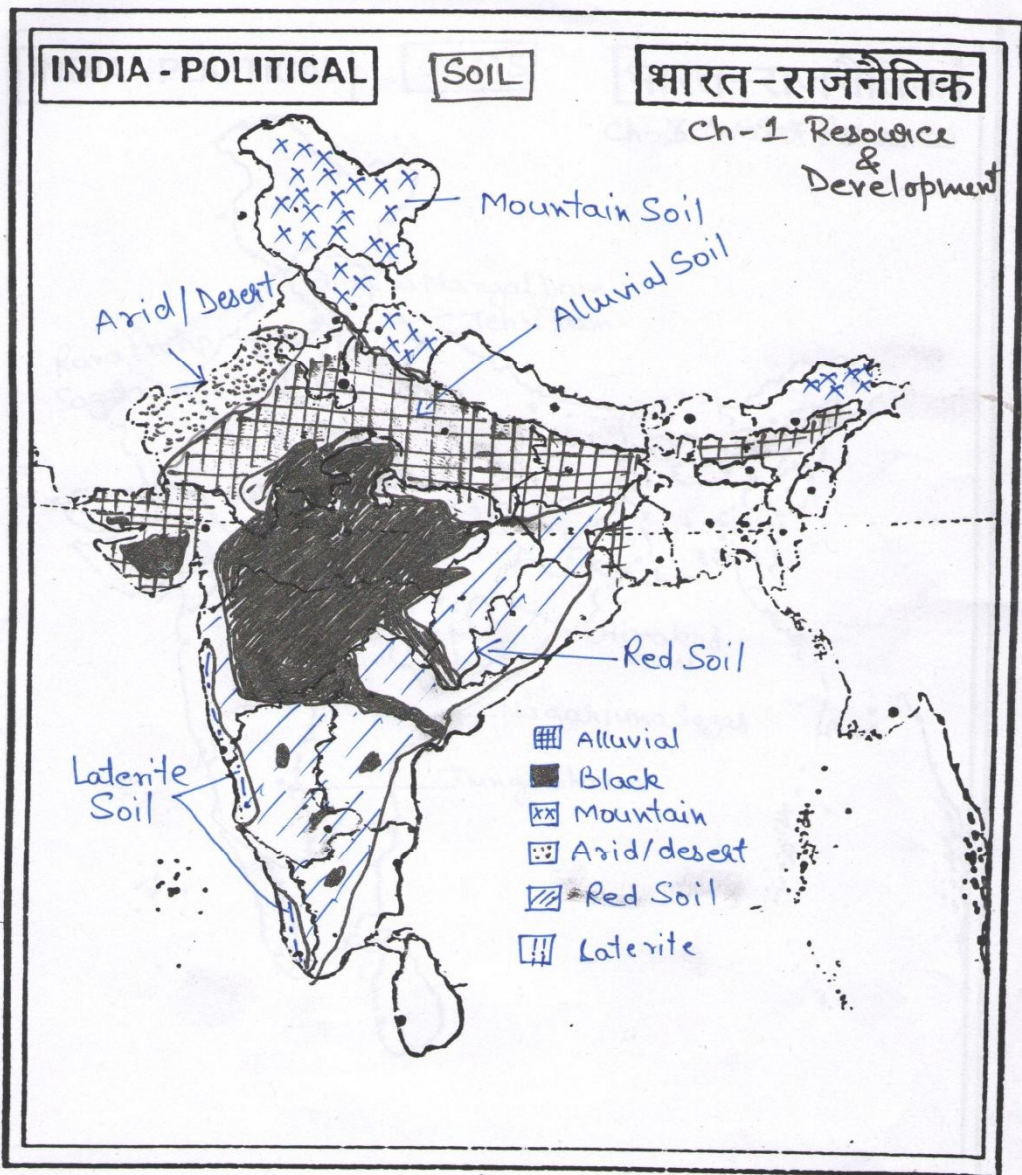 INDIA - POLITICAL
SOIL
भारत-राजनैतिक
Ch-1 Resource
&
Development
Mountain Soil
Alluvial Soil
Arid/Desert
Red Soil
Laterite
Soil
Alluvial
Black
Mountain
Arid/desert
Red Soil
Laterite